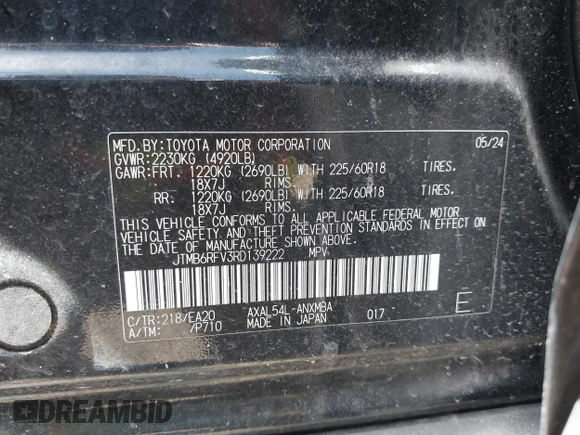 MFD.BY:TOYOTA MOTOR CORPORATION 05/24
GVWR:2230KG (4920LB)
GAWR:FRT. 1220KG (2690LB) WITH 225/60R18 TIRES.
18X7J RIMS.
RR. 1220KG (2690LB) WITH 225/60R18 TIRES.
18X7J RIMS.
THIS VEHICLE CONFORMS TO ALL APPLICABLE FEDERAL MOTOR
VEHICLE SAFETY, AND THEFT PREVENTION STANDARDS IN EFFECT ON
THE DATE OF MANUFACTURE SHOWN ABOVE.
JTMB6RFV3RD139222 MPV
C/TR:218/EA20 AXAL54L-ANXMBA 017 E
A/TM: /P710 MADE IN JAPAN
DREAMBID